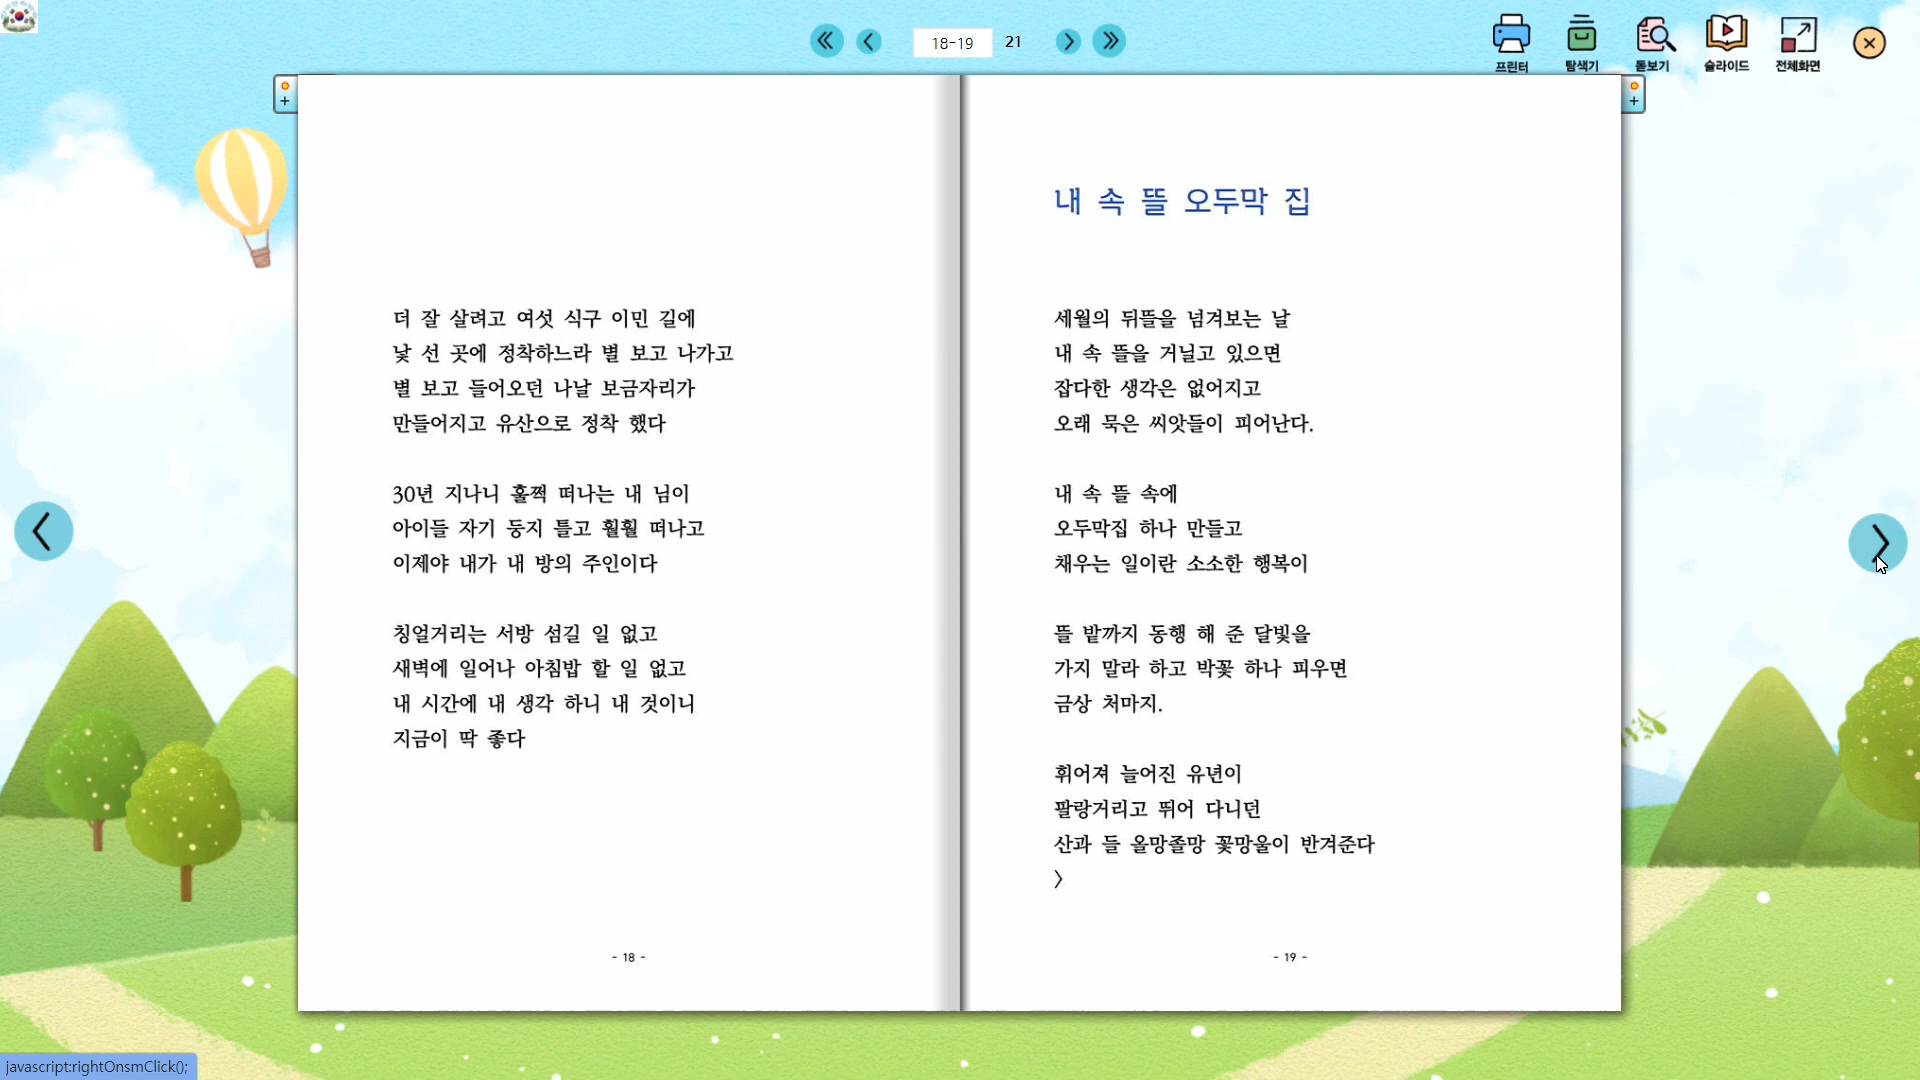 18-19
21
프린터
탐색기
돋보기
슬라이드
전체화면
더 잘 살려고 여섯 식구 이민 길에
낯 선 곳에 정착하느라 별 보고 나가고
별 보고 들어오던 나날 보금자리가
만들어지고 유산으로 정착 했다
30년 지나니 훌쩍 떠나는 내 님이
아이들 자기 둥지 틀고 훨훨 떠나고
이제야 내가 내 방의 주인이다
칭얼거리는 서방 섬길 일 없고
새벽에 일어나 아침밥 할 일 없고
내 시간에 내 생각 하니 내 것이니
지금이 딱 좋다
- 18 -
내 속 뜰 오두막 집
세월의 뒤뜰을 넘겨보는 날
내 속 뜰을 거닐고 있으면
잡다한 생각은 없어지고
오래 묵은 씨앗들이 피어난다.
내 속 뜰 속에
오두막집 하나 만들고
채우는 일이란 소소한 행복이
뜰 밭까지 동행 해 준 달빛을
가지 말라 하고 박꽃 하나 피우면
금상 처마지.
휘어져 늘어진 유년이
팔랑거리고 뛰어 다니던
산과 들 올망졸망 꽃망울이 반겨준다
〉
- 19 -
javascript:rightOnsmClick();